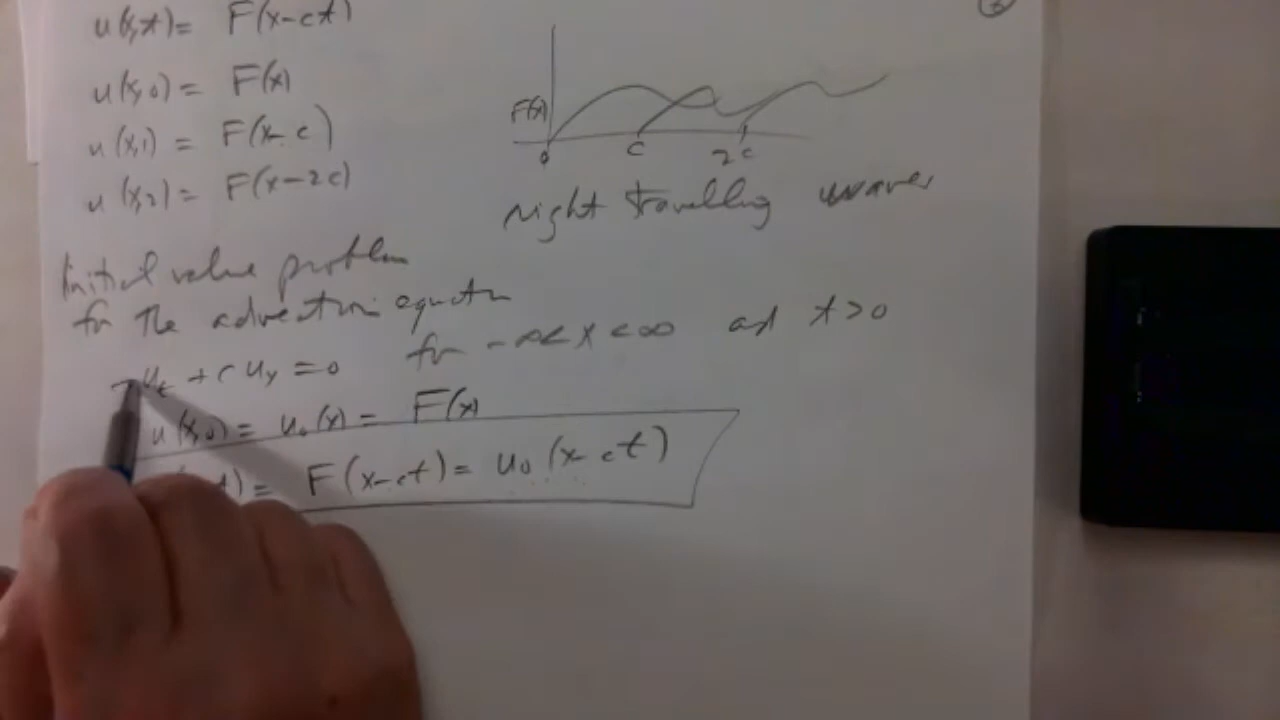 u(x,t) = F(x-ct)
u(x,0) = F(x)
u(x,1) = F(x-c)
u(x,2) = F(x-2c)
F(x)
0 c 2c
right travelling waves
Initial value problem
for the advection equation
u_t + c u_x = 0 for -∞ < x < ∞ and t > 0
u(x,0) = u_0(x) = F(x)
t) = F(x-ct) = u_0(x-ct)